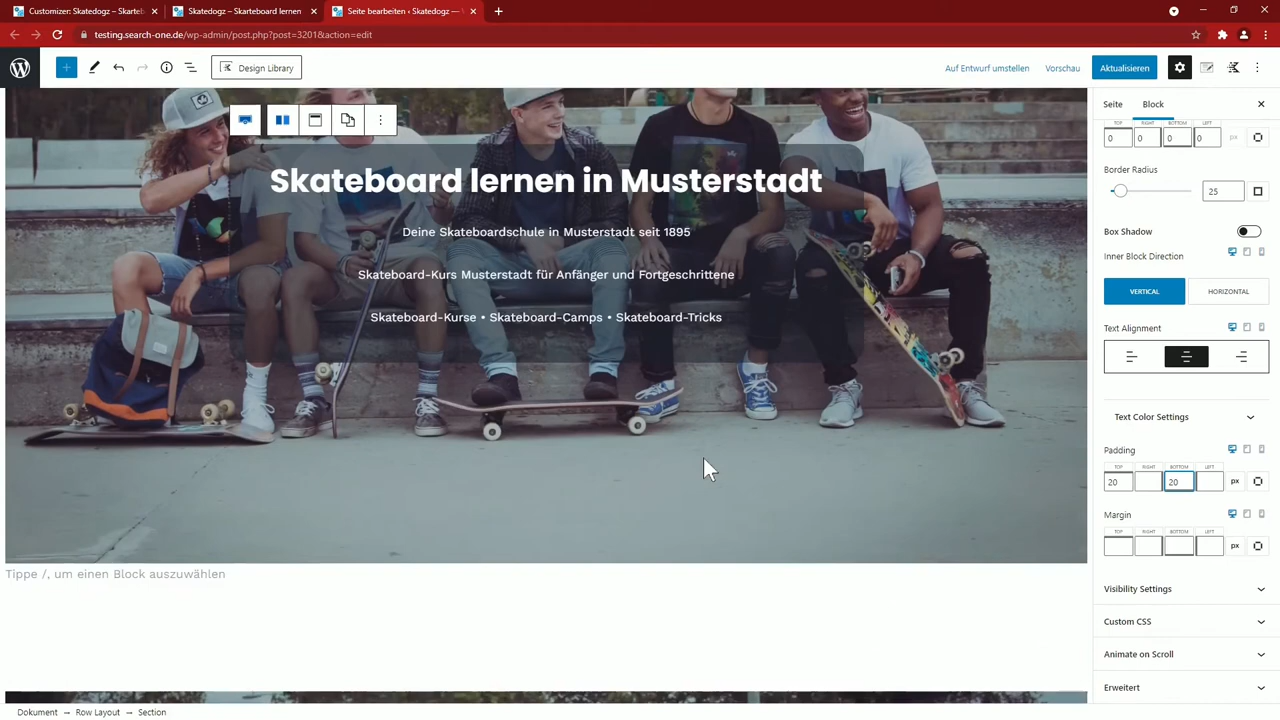 Customizer: Skatedogz – Skarteb
Skatedogz – Skarteboard lernen
Seite bearbeiten ‹ Skatedogz — W
testing.search-one.de/wp-admin/post.php?post=3201&action=edit
Design Library
Auf Entwurf umstellen
Vorschau
Aktualisieren
Seite
Block
TOP RIGHT BOTTOM LEFT
0 0 0 0 px
Border Radius
25
Box Shadow
Inner Block Direction
VERTICAL
HORIZONTAL
Text Alignment
Text Color Settings
Padding
TOP RIGHT BOTTOM LEFT
20 20 px
Margin
TOP RIGHT BOTTOM LEFT
px
Visibility Settings
Custom CSS
Animate on Scroll
Erweitert
Skateboard lernen in Musterstadt
Deine Skateboardschule in Musterstadt seit 1895
Skateboard-Kurs Musterstadt für Anfänger und Fortgeschrittene
Skateboard-Kurse • Skateboard-Camps • Skateboard-Tricks
Tippe /, um einen Block auszuwählen
Dokument → Row Layout → Section